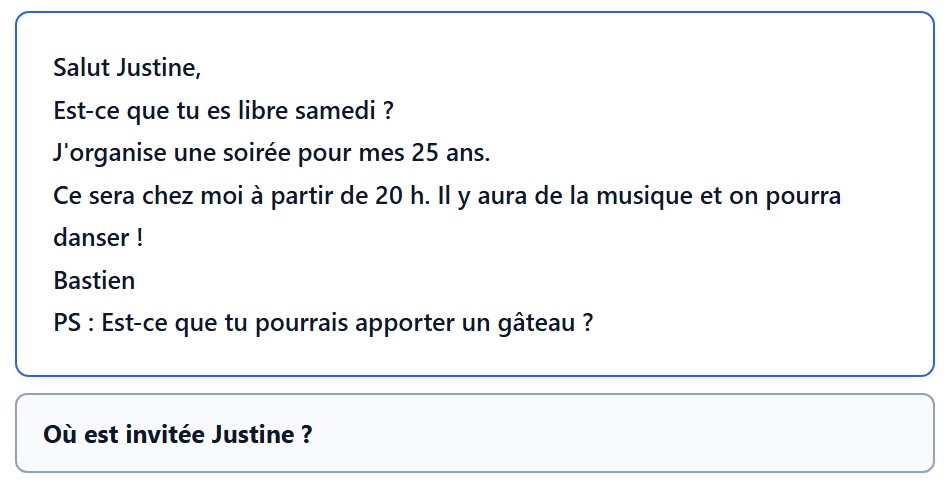 Salut Justine,
Est-ce que tu es libre samedi ?
J'organise une soirée pour mes 25 ans.
Ce sera chez moi à partir de 20 h. Il y aura de la musique et on pourra
danser !
Bastien
PS : Est-ce que tu pourrais apporter un gâteau ?
Où est invitée Justine ?